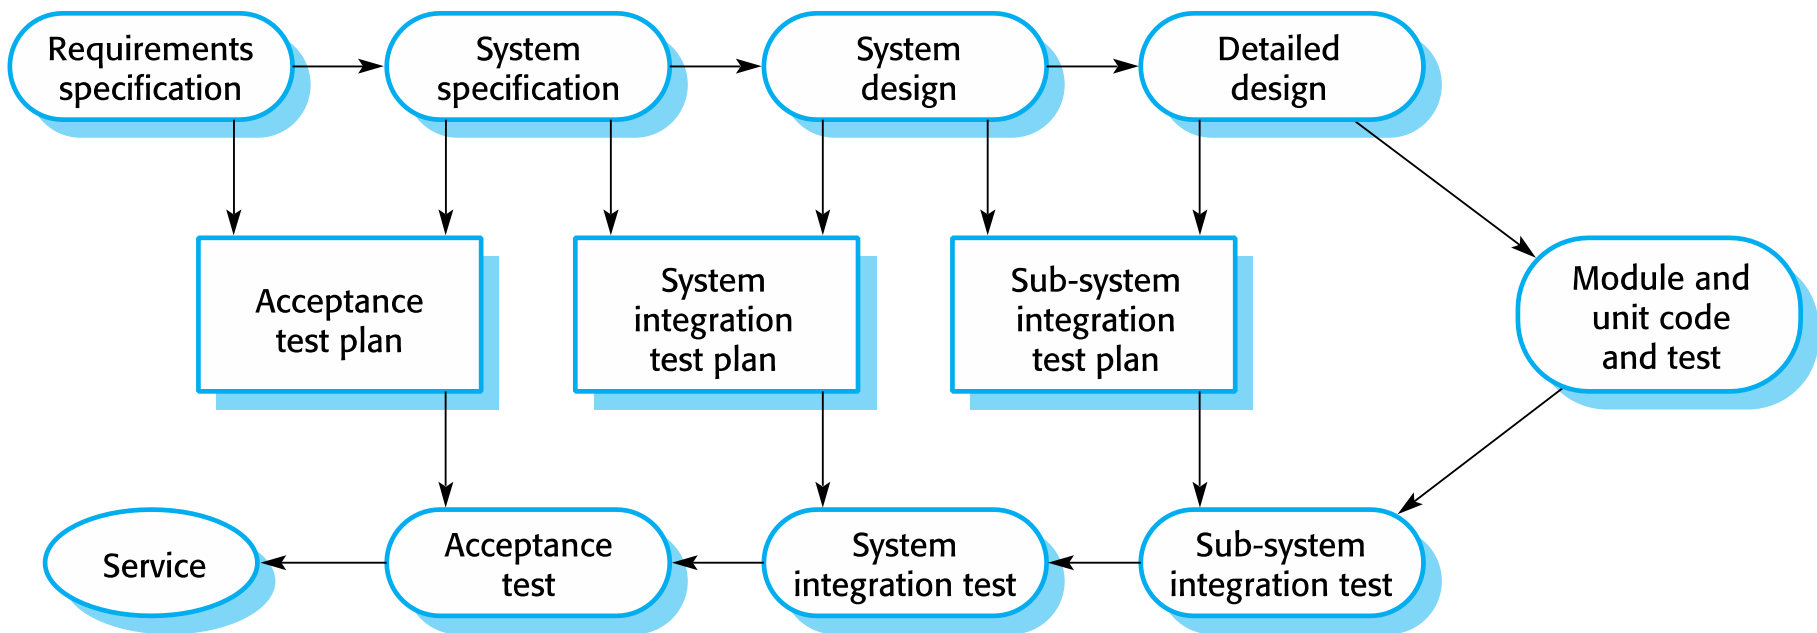 Requirements
specification
System
specification
System
design
Detailed
design
Acceptance
test plan
System
integration
test plan
Sub-system
integration
test plan
Module and
unit code
and test
Service
Acceptance
test
System
integration test
Sub-system
integration test